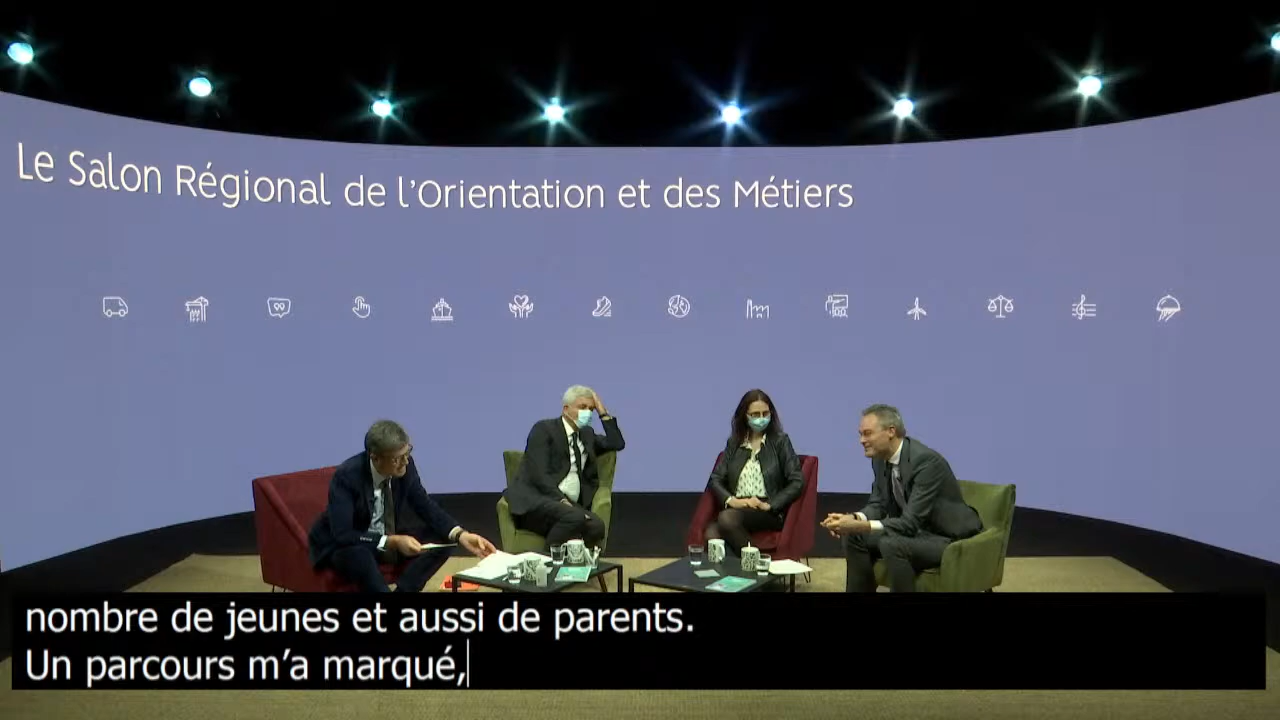 Le Salon Régional de l'Orientation et des Métiers
nombre de jeunes et aussi de parents.
Un parcours m'a marqué,